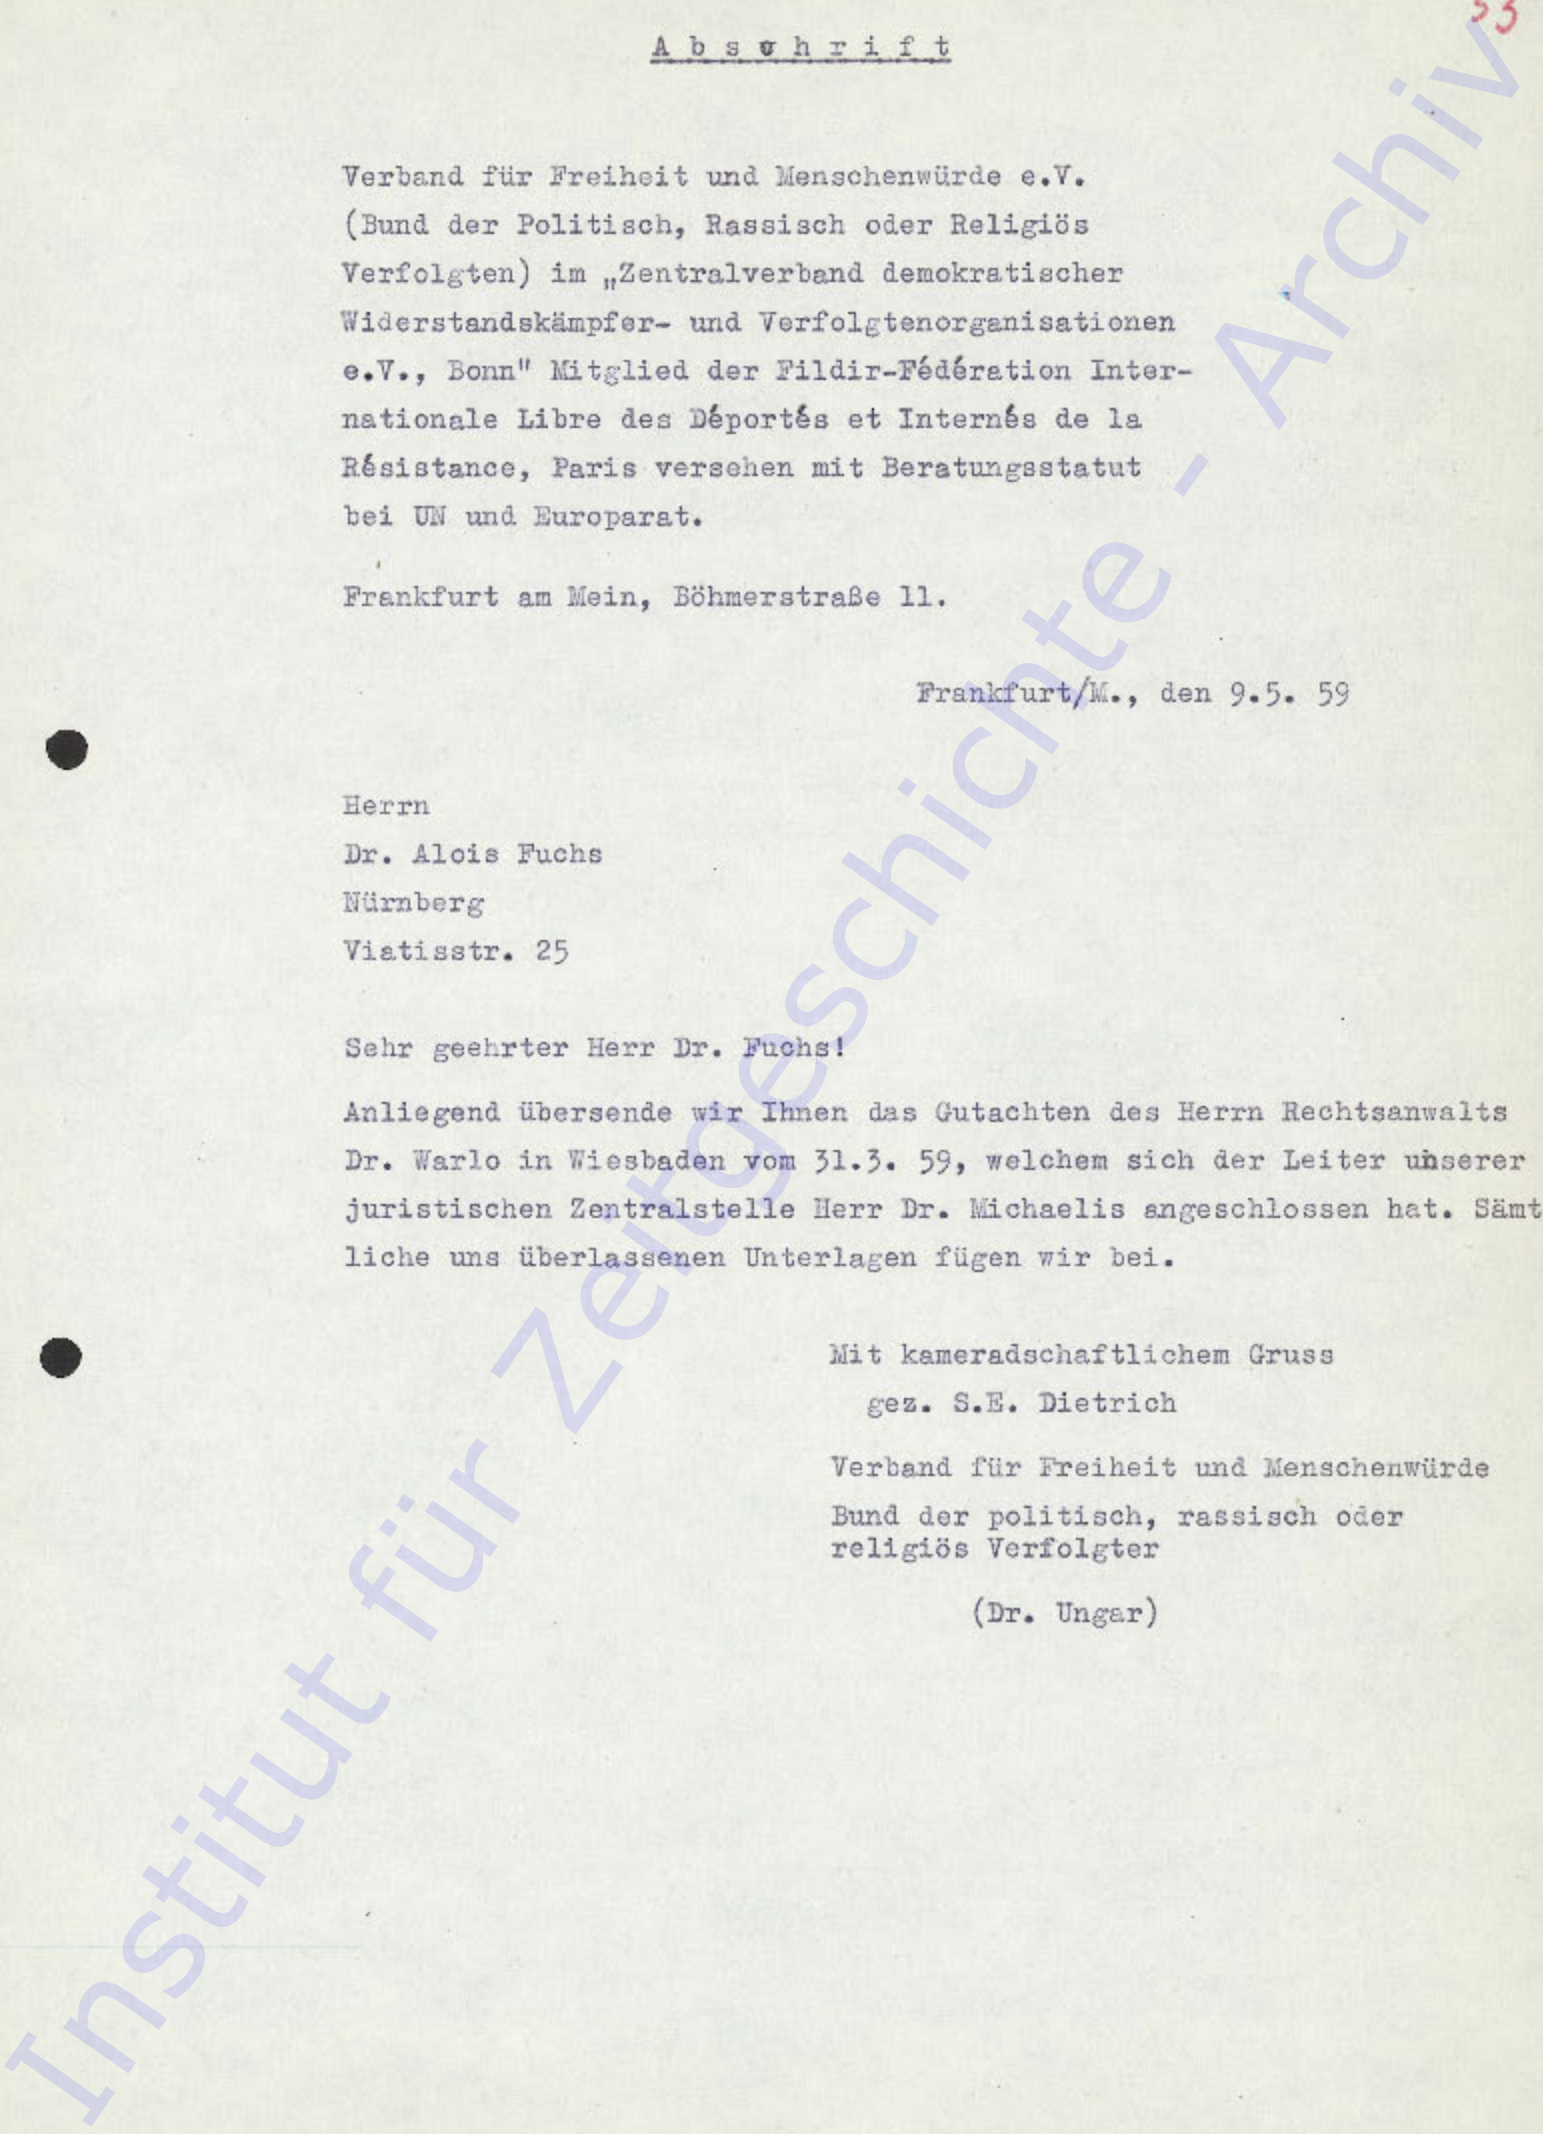 33
Abschrift
Verband für Freiheit und Menschenwürde e.V.
(Bund der Politisch, Rassisch oder Religiös
Verfolgten) im „Zentralverband demokratischer
Widerstandskämpfer- und Verfolgtenorganisationen
e.V., Bonn" Mitglied der Fildir-Fédération Inter-
nationale Libre des Déportés et Internés de la
Résistance, Paris versehen mit Beratungsstatut
bei UN und Europarat.
Frankfurt am Mein, Böhmerstraße 11.
Frankfurt/M., den 9.5. 59
Herrn
Dr. Alois Fuchs
Nürnberg
Viatisstr. 25
Sehr geehrter Herr Dr. Fuchs!
Anliegend übersende wir Ihnen das Gutachten des Herrn Rechtsanwalts
Dr. Warlo in Wiesbaden vom 31.3. 59, welchem sich der Leiter unserer
juristischen Zentralstelle Herr Dr. Michaelis angeschlossen hat. Sämt
liche uns überlassenen Unterlagen fügen wir bei.
Mit kameradschaftlichem Gruss
gez. S.E. Dietrich
Verband für Freiheit und Menschenwürde
Bund der politisch, rassisch oder
religiös Verfolgter
(Dr. Ungar)
Institut für Zeitgeschichte - Archiv